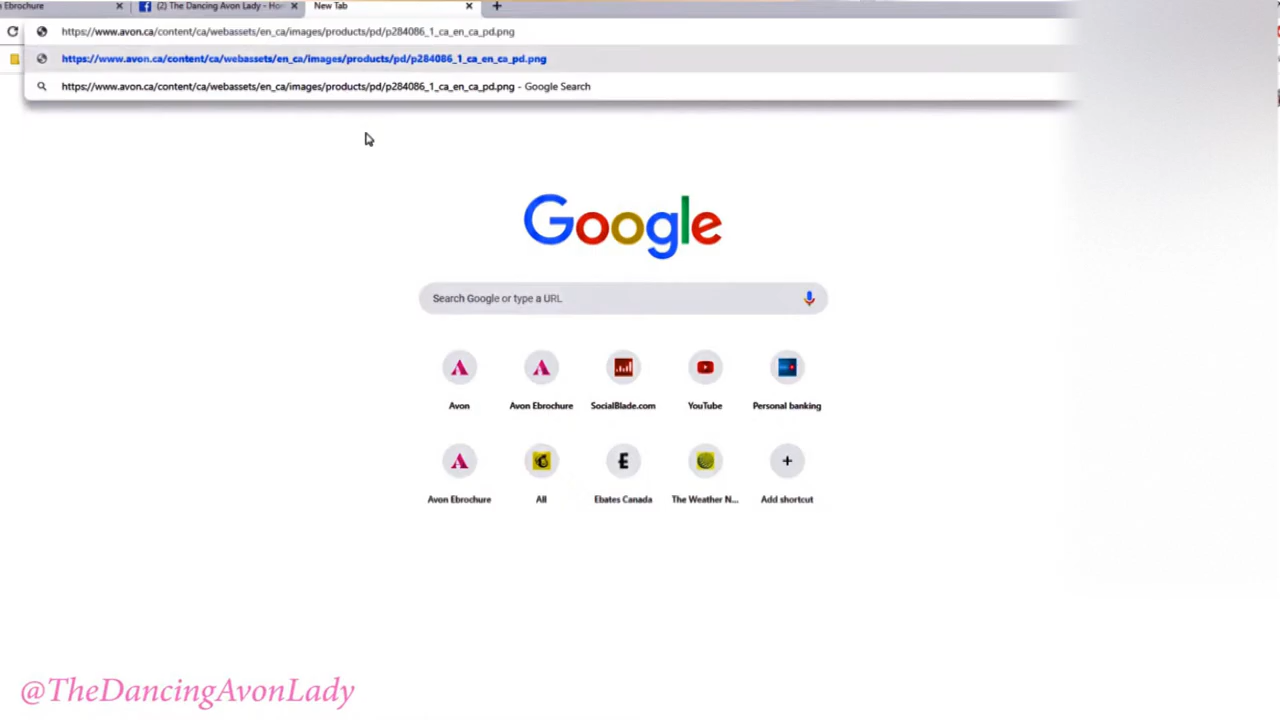 Ebrochure
(2) The Dancing Avon Lady - Hom
New Tab
https://www.avon.ca/content/ca/webassets/en_ca/images/products/pd/p284086_1_ca_en_ca_pd.png
https://www.avon.ca/content/ca/webassets/en_ca/images/products/pd/p284086_1_ca_en_ca_pd.png
https://www.avon.ca/content/ca/webassets/en_ca/images/products/pd/p284086_1_ca_en_ca_pd.png - Google Search
Google
Search Google or type a URL
Avon
Avon Ebrochure
SocialBlade.com
YouTube
Personal banking
Avon Ebrochure
All
Ebates Canada
The Weather N...
Add shortcut
@TheDancingAvonLady